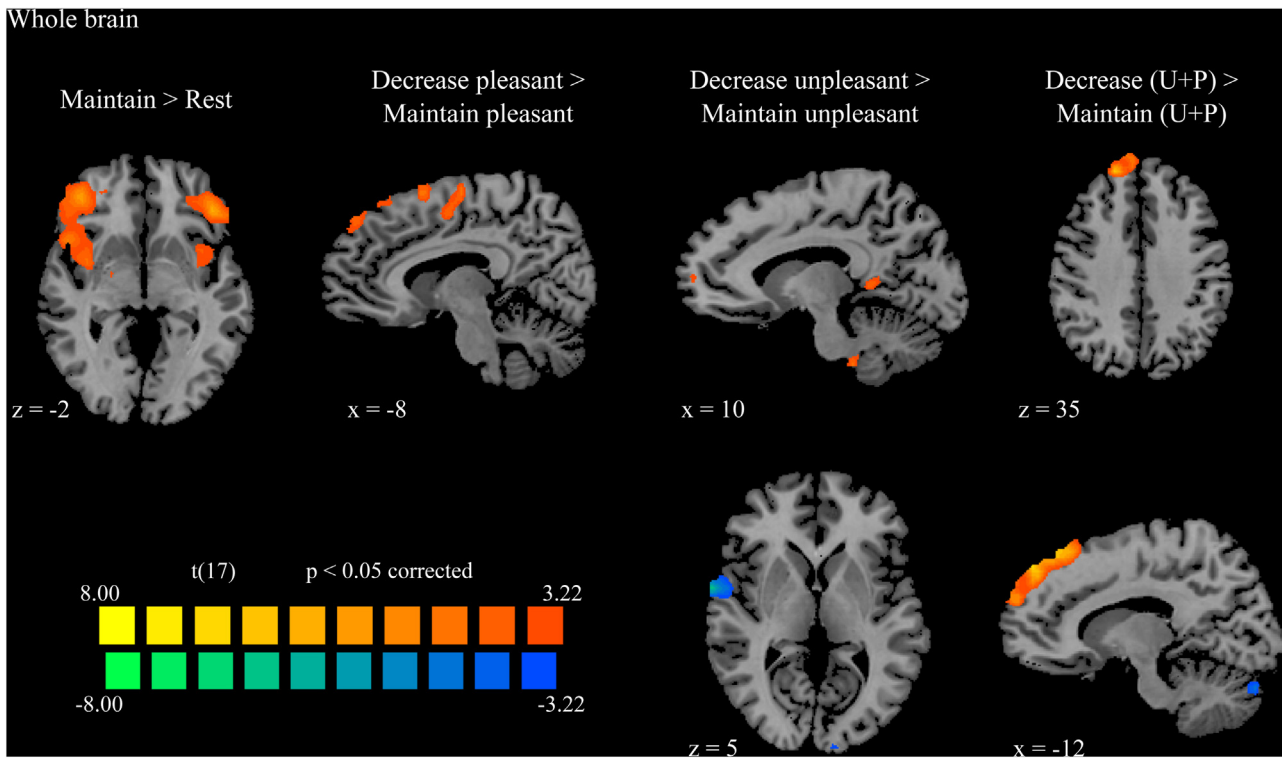 Whole brain
Maintain > Rest
Decrease pleasant >
Maintain pleasant
Decrease unpleasant >
Maintain unpleasant
Decrease (U+P) >
Maintain (U+P)
z = -2
x = -8
x = 10
z = 35
t(17) p < 0.05 corrected
8.00 3.22
-8.00 -3.22
z = 5
x = -12